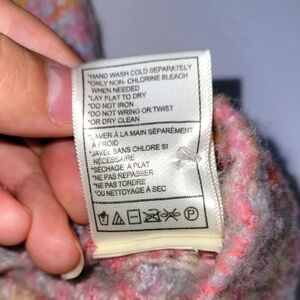 *HAND WASH COLD SEPARATELY
*ONLY NON-CHLORINE BLEACH
WHEN NEEDED
*LAY FLAT TO DRY
*DO NOT IRON
*DO NOT WRING OR TWIST
*OR DRY CLEAN
*LAVER À LA MAIN SÉPARÉMENT
À FROID
*JAVEL SANS CHLORE SI
NÉCESSAIRE
*SÉCHAGE À PLAT
*NE PAS REPASSER
*NE PAS TORDRE
*OU NETTOYAGE À SEC
P